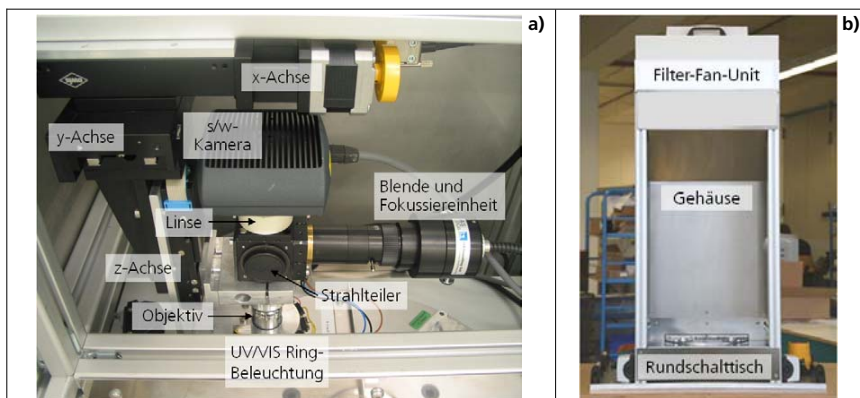 a)
x-Achse
y-Achse
s/w-
Kamera
Blende und
Fokussiereinheit
Linse
z-Achse
Strahlteiler
Objektiv
UV/VIS Ring-
Beleuchtung
b)
Filter-Fan-Unit
Gehäuse
Rundschalttisch